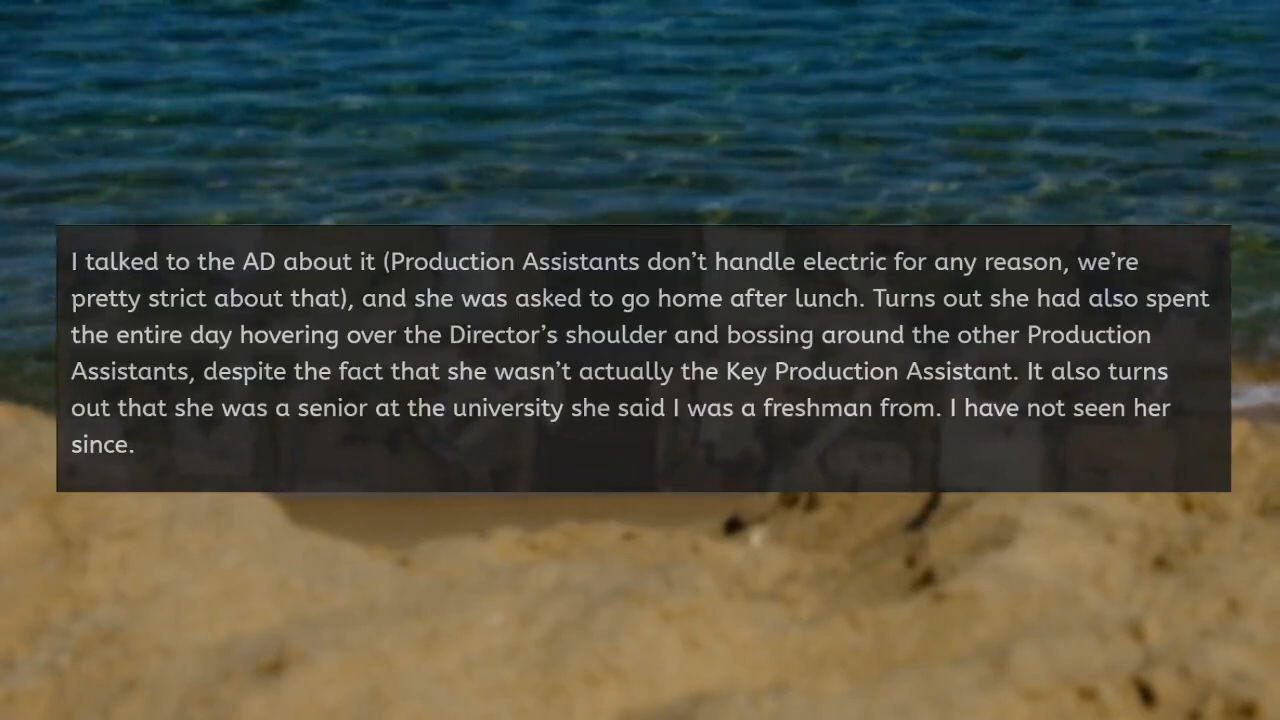 I talked to the AD about it (Production Assistants don’t handle electric for any reason, we’re
pretty strict about that), and she was asked to go home after lunch. Turns out she had also spent
the entire day hovering over the Director’s shoulder and bossing around the other Production
Assistants, despite the fact that she wasn’t actually the Key Production Assistant. It also turns
out that she was a senior at the university she said I was a freshman from. I have not seen her
since.